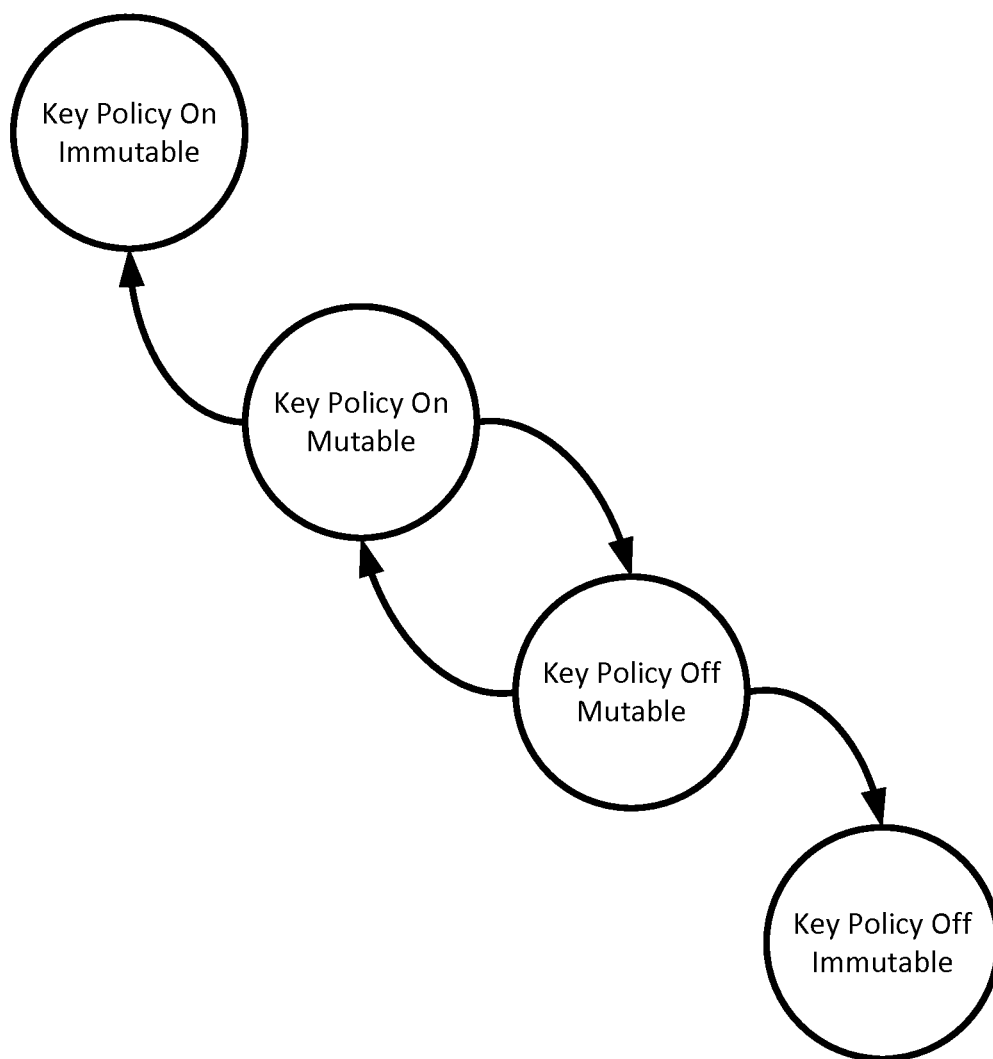 Key Policy On
Immutable
Key Policy On
Mutable
Key Policy Off
Mutable
Key Policy Off
Immutable